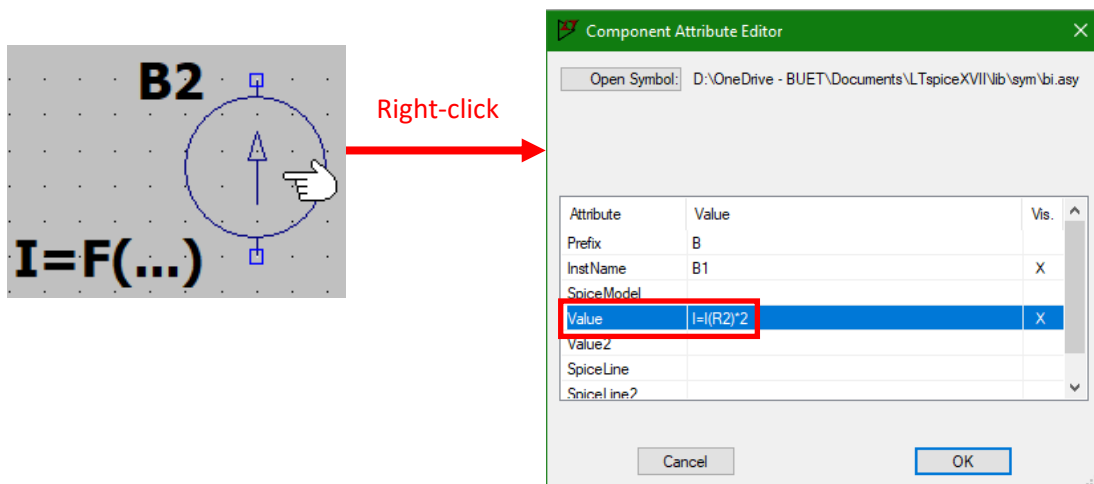 B2
I=F(...)
Right-click
Component Attribute Editor
Open Symbol: D:\OneDrive - BUET\Documents\LTspiceXVII\lib\sym\bi.asy
Attribute Value Vis.
Prefix B
InstName B1 X
SpiceModel
Value I=I(R2)*2 X
Value2
SpiceLine
SpiceLine2
Cancel OK